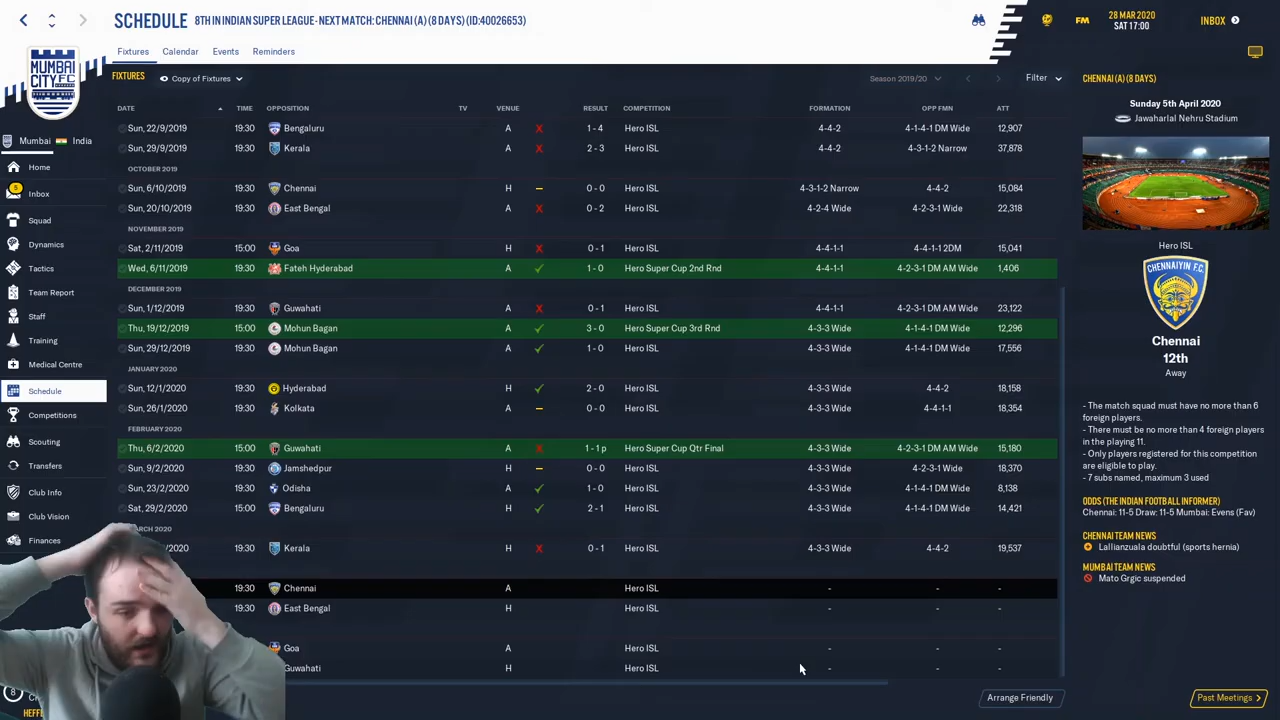 SCHEDULE
8TH IN INDIAN SUPER LEAGUE - NEXT MATCH: CHENNAI (A) (8 DAYS) (ID:40026653)
FM
28 MAR 2020
SAT 17:00
INBOX
Fixtures Calendar Events Reminders
MUMBAI
CITY FC
Mumbai India
Home
5
Inbox
Squad
Dynamics
Tactics
Team Report
Staff
Training
Medical Centre
Schedule
Competitions
Scouting
Transfers
Club Info
Club Vision
Finances
8
HEFFE
FIXTURES Copy of Fixtures Season 2019/20 Filter
DATE TIME OPPOSITION TV VENUE RESULT COMPETITION FORMATION OPP FMN ATT
Sun, 22/9/2019 19:30 Bengaluru A 1 - 4 Hero ISL 4-4-2 4-1-4-1 DM Wide 12,907
Sun, 29/9/2019 19:30 Kerala A 2 - 3 Hero ISL 4-4-2 4-3-1-2 Narrow 37,878
OCTOBER 2019
Sun, 6/10/2019 19:30 Chennai H 0 - 0 Hero ISL 4-3-1-2 Narrow 4-4-2 15,084
Sun, 20/10/2019 19:30 East Bengal A 0 - 2 Hero ISL 4-2-4 Wide 4-2-3-1 Wide 22,318
NOVEMBER 2019
Sat, 2/11/2019 15:00 Goa H 0 - 1 Hero ISL 4-4-1-1 4-4-1-1 2DM 15,041
Wed, 6/11/2019 19:30 Fateh Hyderabad A 1 - 0 Hero Super Cup 2nd Rnd 4-4-1-1 4-2-3-1 DM AM Wide 1,406
DECEMBER 2019
Sun, 1/12/2019 19:30 Guwahati A 0 - 1 Hero ISL 4-4-1-1 4-2-3-1 DM AM Wide 23,122
Thu, 19/12/2019 15:00 Mohun Bagan A 3 - 0 Hero Super Cup 3rd Rnd 4-3-3 Wide 4-1-4-1 DM Wide 12,296
Sun, 29/12/2019 19:30 Mohun Bagan A 1 - 0 Hero ISL 4-3-3 Wide 4-1-4-1 DM Wide 17,556
JANUARY 2020
Sun, 12/1/2020 19:30 Hyderabad H 2 - 0 Hero ISL 4-3-3 Wide 4-4-2 18,158
Sun, 26/1/2020 19:30 Kolkata A 0 - 0 Hero ISL 4-3-3 Wide 4-4-1-1 18,354
FEBRUARY 2020
Thu, 6/2/2020 15:00 Guwahati A 1 - 1 p Hero Super Cup Qtr Final 4-3-3 Wide 4-2-3-1 DM AM Wide 15,180
Sun, 9/2/2020 19:30 Jamshedpur H 0 - 0 Hero ISL 4-3-3 Wide 4-2-3-1 Wide 18,370
Sun, 23/2/2020 19:30 Odisha A 1 - 0 Hero ISL 4-3-3 Wide 4-1-4-1 DM Wide 8,138
Sat, 29/2/2020 15:00 Bengaluru H 2 - 1 Hero ISL 4-3-3 Wide 4-1-4-1 DM Wide 14,421
ARCH 2020
2020 19:30 Kerala H 0 - 1 Hero ISL 4-3-3 Wide 4-4-2 19,537
19:30 Chennai A Hero ISL - - -
19:30 East Bengal H Hero ISL - - -
Goa A Hero ISL - - -
Guwahati H Hero ISL - - -
Arrange Friendly
CHENNAI (A) (8 DAYS)
Sunday 5th April 2020
Jawaharlal Nehru Stadium
Hero ISL
CHENNAIYIN F.C.
Chennai
12th
Away
- The match squad must have no more than 6
foreign players.
- There must be no more than 4 foreign players
in the playing 11.
- Only players registered for this competition
are eligible to play.
- 7 subs named, maximum 3 used
ODDS (THE INDIAN FOOTBALL INFORMER)
Chennai: 11-5 Draw: 11-5 Mumbai: Evens (Fav)
CHENNAI TEAM NEWS
Lallianzuala doubtful (sports hernia)
MUMBAI TEAM NEWS
Mato Grgic suspended
Past Meetings >